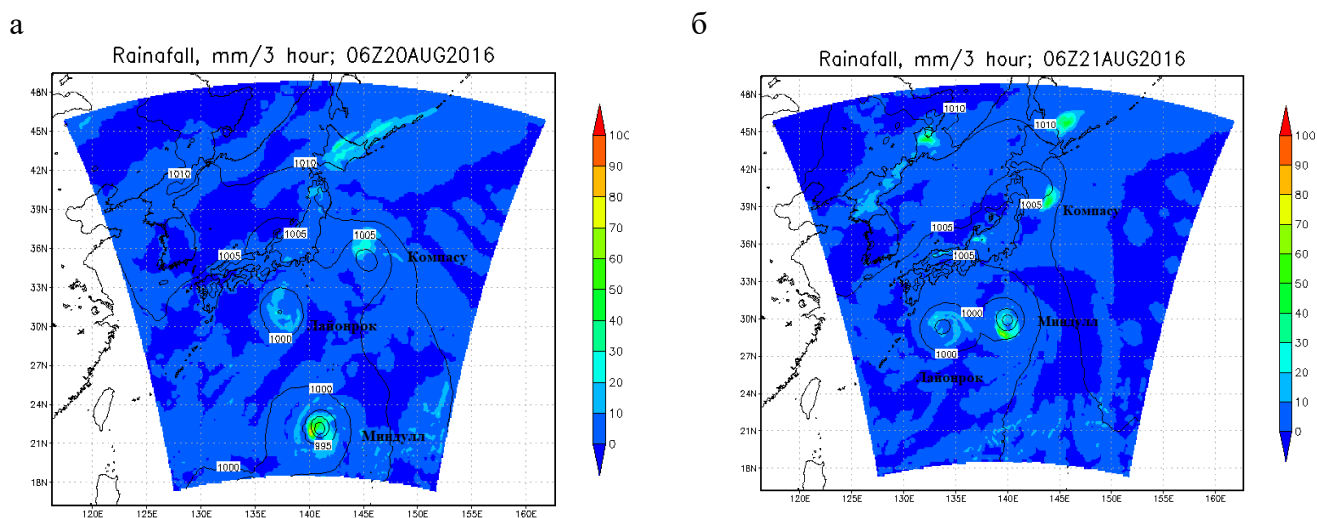 а
Rainafall, mm/3 hour; 06Z20AUG2016
48N
45N
42N
39N
36N
33N
30N
27N
24N
21N
18N
120E
125E
130E
135E
140E
145E
150E
155E
160E
1010
1010
1005
1005
1005
Компасу
Лайонрок
1000
1000
Миндулл
995
1000
100
90
80
70
60
50
40
30
20
10
0
б
Rainafall, mm/3 hour; 06Z21AUG2016
48N
45N
42N
39N
36N
33N
30N
27N
24N
21N
18N
120E
125E
130E
135E
140E
145E
150E
155E
160E
1010
1010
1005
Компасу
1005
1005
1000
Миндулл
1000
Лайонрок
100
90
80
70
60
50
40
30
20
10
0